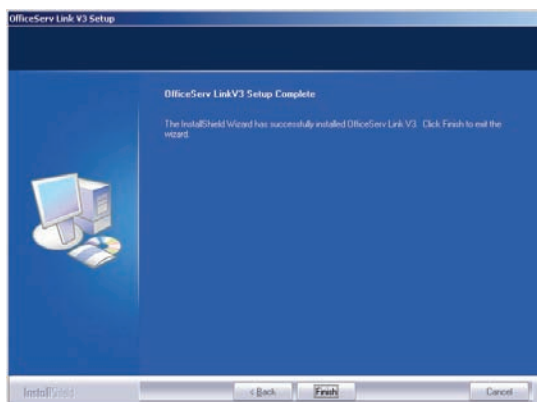 OfficeServ Link V3 Setup
OfficeServ LinkV3 Setup Complete
The InstallShield Wizard has successfully installed OfficeServ Link V3. Click Finish to exit the
wizard.
InstallShield
< Back
Finish
Cancel